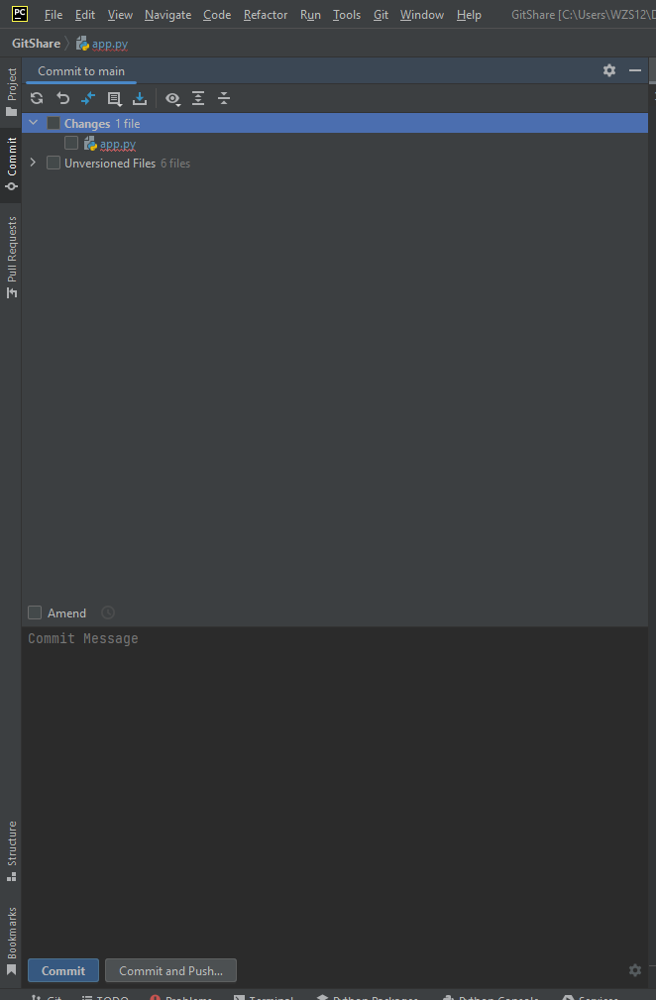 PC File Edit View Navigate Code Refactor Run Tools Git Window Help GitShare [C:\Users\WZS12\
GitShare app.py
Project
Commit to main
Changes 1 file
app.py
Commit
Unversioned Files 6 files
Pull Requests
Amend
Commit Message
Structure
Bookmarks
Commit Commit and Push...
Git TODO Problems Terminal Python Packages Python Console Services